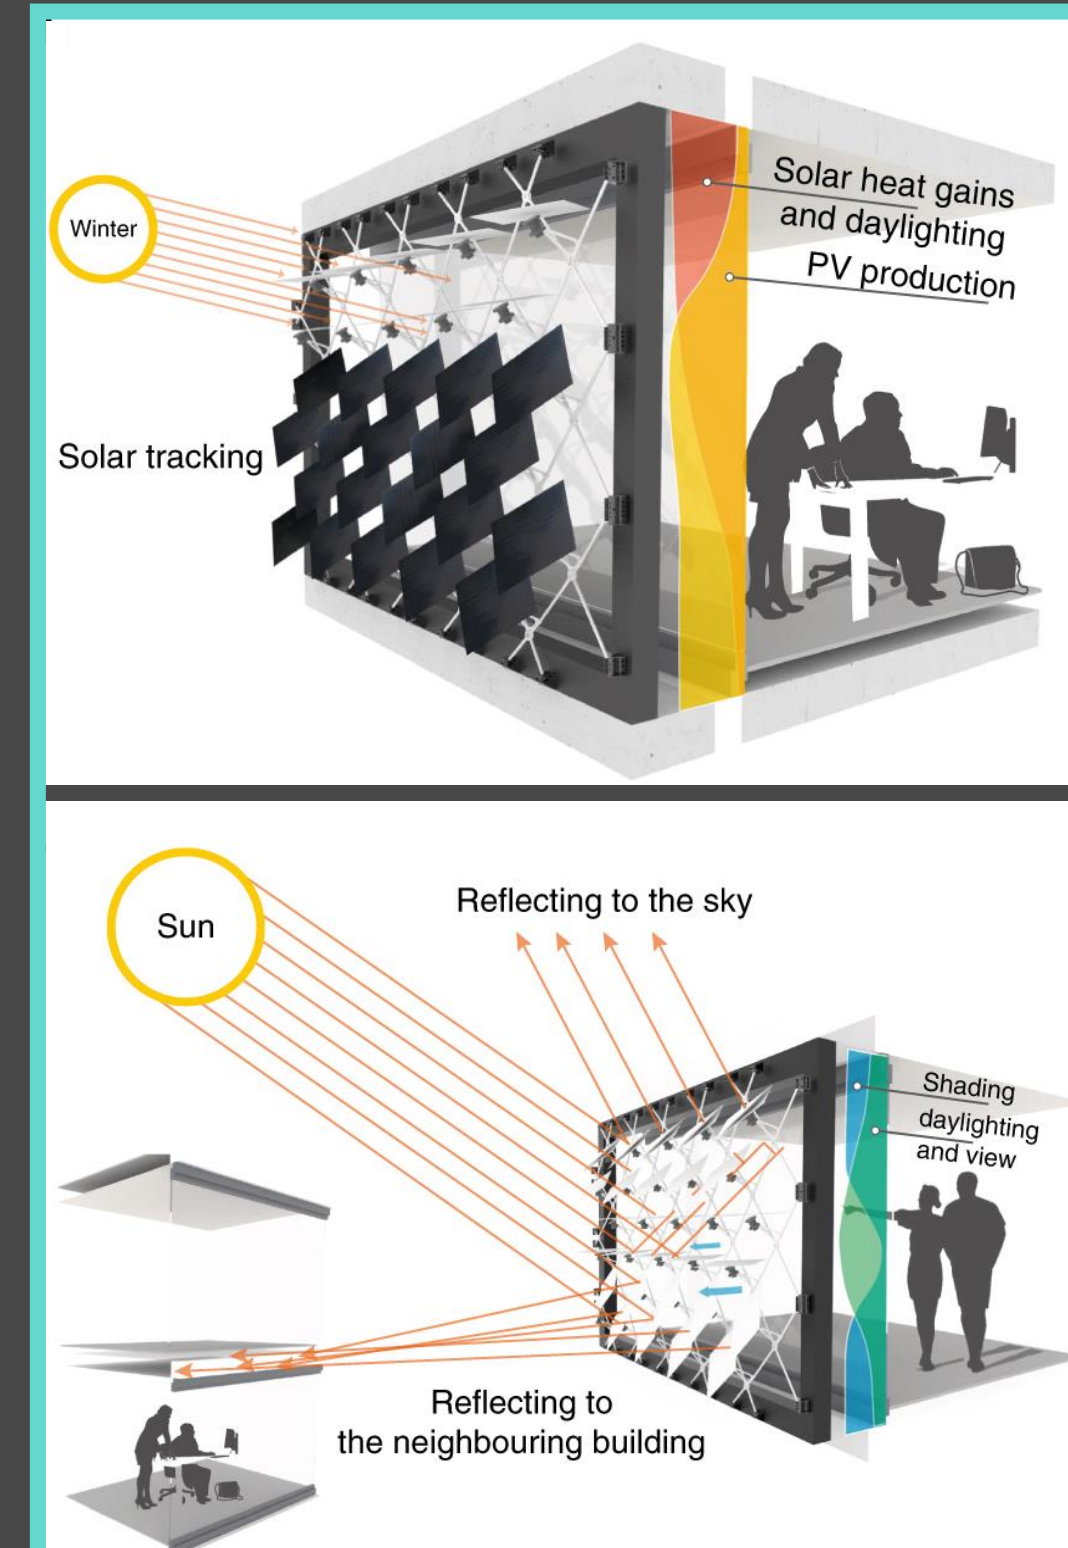 Winter
Solar heat gains
and daylighting
PV production
Solar tracking
Sun
Reflecting to the sky
Shading
daylighting
and view
Reflecting to
the neighbouring building